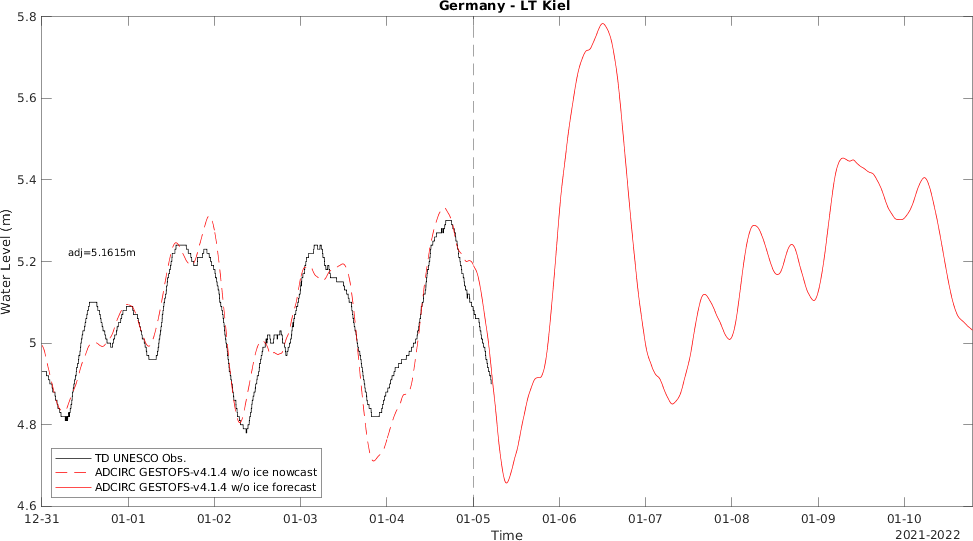 Germany - LT Kiel
5.8
5.6
5.4
5.2
5
4.8
4.6
Water Level (m)
adj=5.1615m
TD UNESCO Obs.
ADCIRC GESTOFS-v4.1.4 w/o ice nowcast
ADCIRC GESTOFS-v4.1.4 w/o ice forecast
12-31 01-01 01-02 01-03 01-04 01-05 01-06 01-07 01-08 01-09 01-10
Time
2021-2022